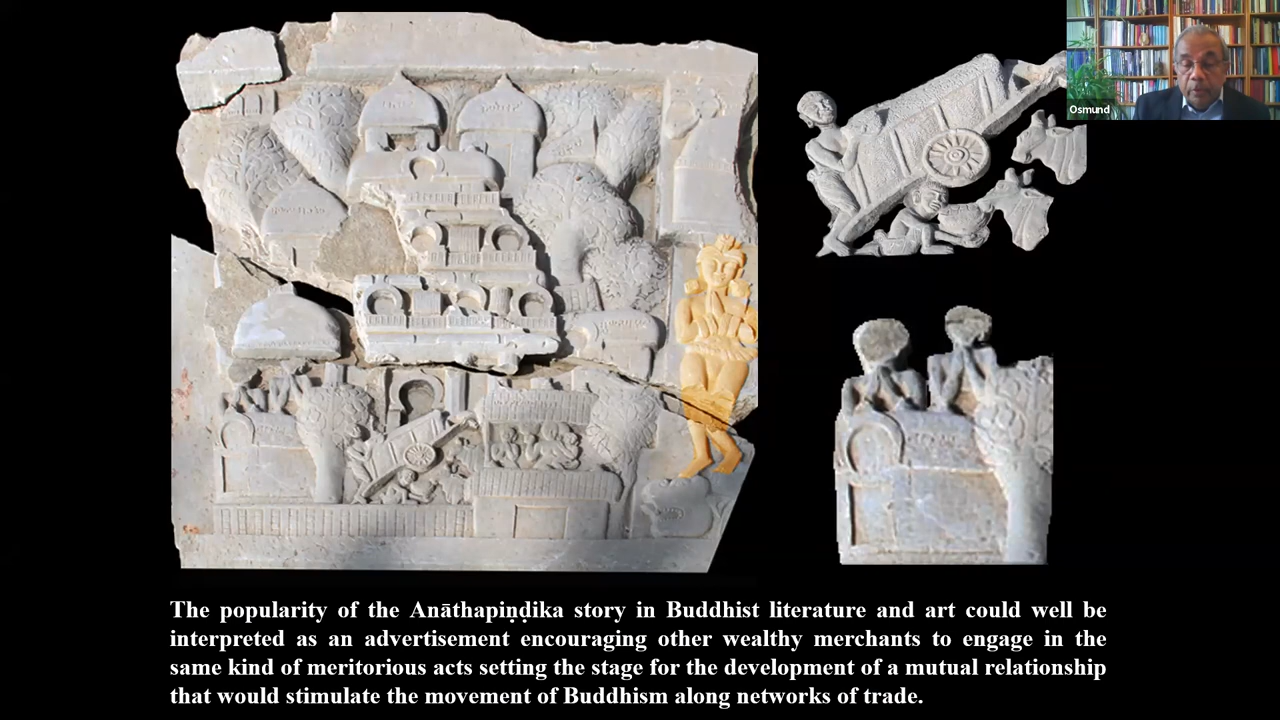 Osmund
The popularity of the Anāthapiṇḍika story in Buddhist literature and art could well be
interpreted as an advertisement encouraging other wealthy merchants to engage in the
same kind of meritorious acts setting the stage for the development of a mutual relationship
that would stimulate the movement of Buddhism along networks of trade.